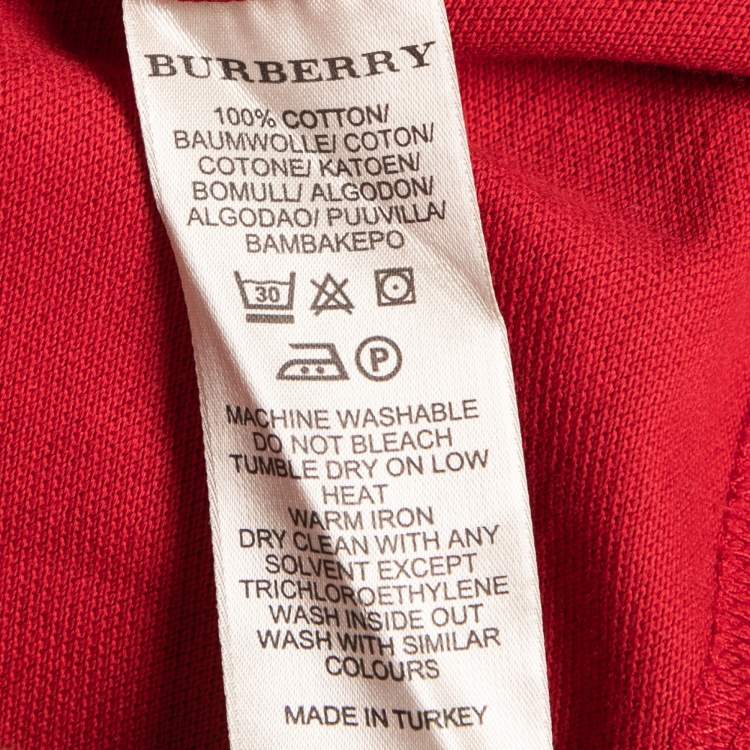 BURBERRY
100% COTTON/
BAUMWOLLE/ COTON/
COTONE/ KATOEN/
BOMULL/ ALGODON/
ALGODAO/ PUUVILLA/
BAMBAKEPO
30
P
MACHINE WASHABLE
DO NOT BLEACH
TUMBLE DRY ON LOW
HEAT
WARM IRON
DRY CLEAN WITH ANY
SOLVENT EXCEPT
TRICHLOROETHYLENE
WASH INSIDE OUT
WASH WITH SIMILAR
COLOURS
MADE IN TURKEY